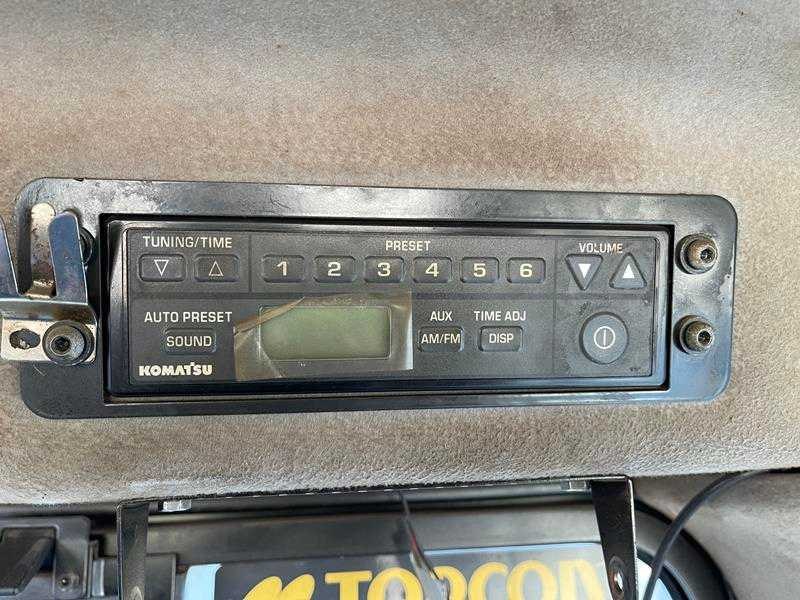 TUNING/TIME
PRESET
VOLUME
1 2 3 4 5 6
AUTO PRESET
AUX
TIME ADJ
SOUND
AM/FM
DISP
KOMATSU
TOPCON